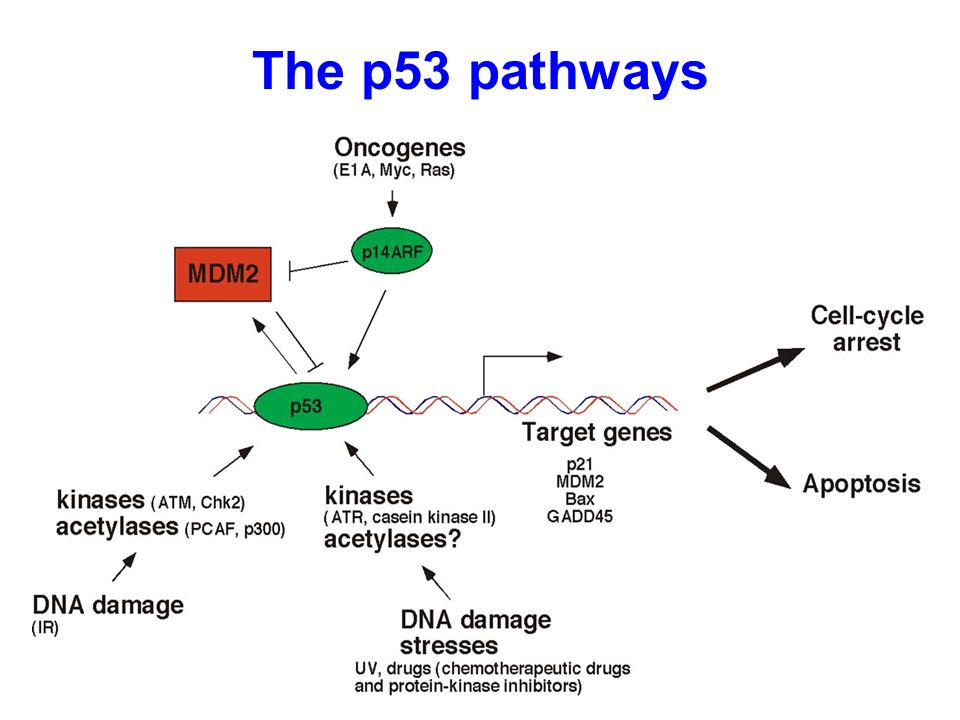 The p53 pathways
Oncogenes
(E1A, Myc, Ras)
p14ARF
MDM2
Cell-cycle
arrest
p53
Target genes
p21
MDM2
Bax
GADD45
Apoptosis
kinases (ATM, Chk2)
acetylases (PCAF, p300)
kinases
(ATR, casein kinase II)
acetylases?
DNA damage
(IR)
DNA damage
stresses
UV, drugs (chemotherapeutic drugs
and protein-kinase inhibitors)